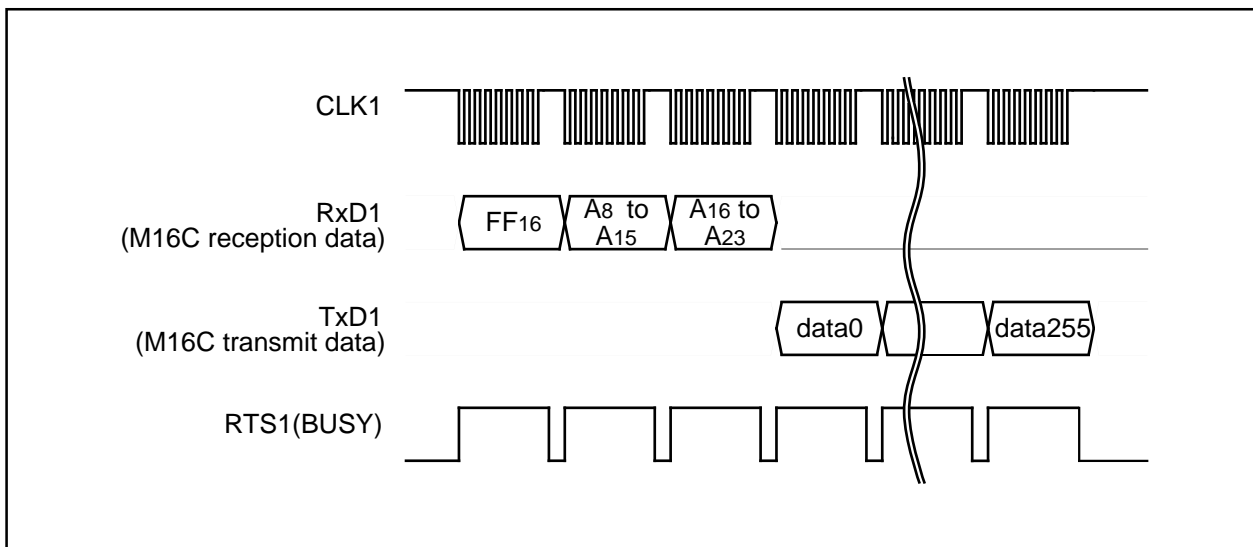 CLK1
RxD1
(M16C reception data)
FF16
A8 to
A15
A16 to
A23
TxD1
(M16C transmit data)
data0
data255
RTS1(BUSY)